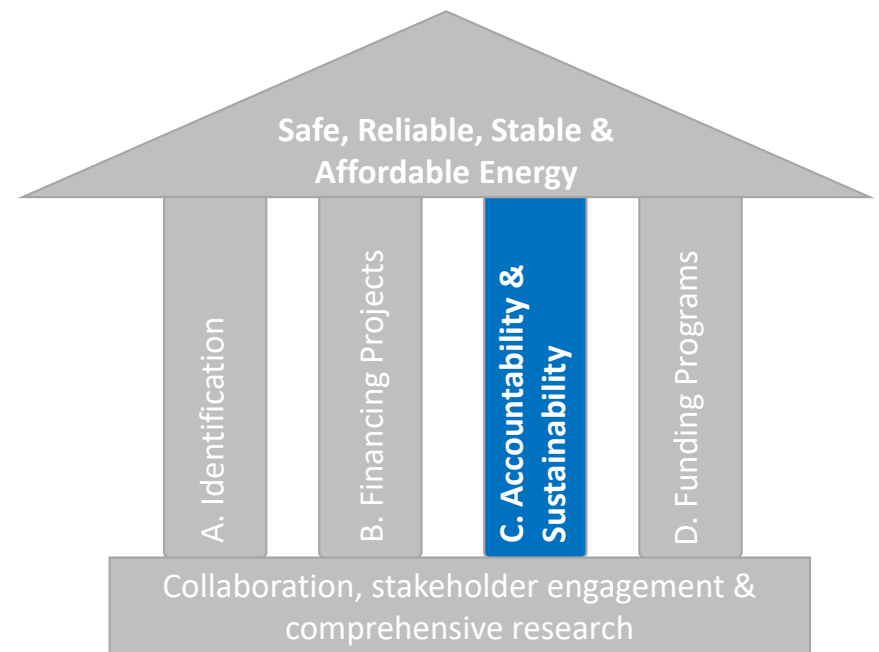 Safe, Reliable, Stable &
Affordable Energy
A. Identification
B. Financing Projects
C. Accountability &
Sustainability
D. Funding Programs
Collaboration, stakeholder engagement &
comprehensive research